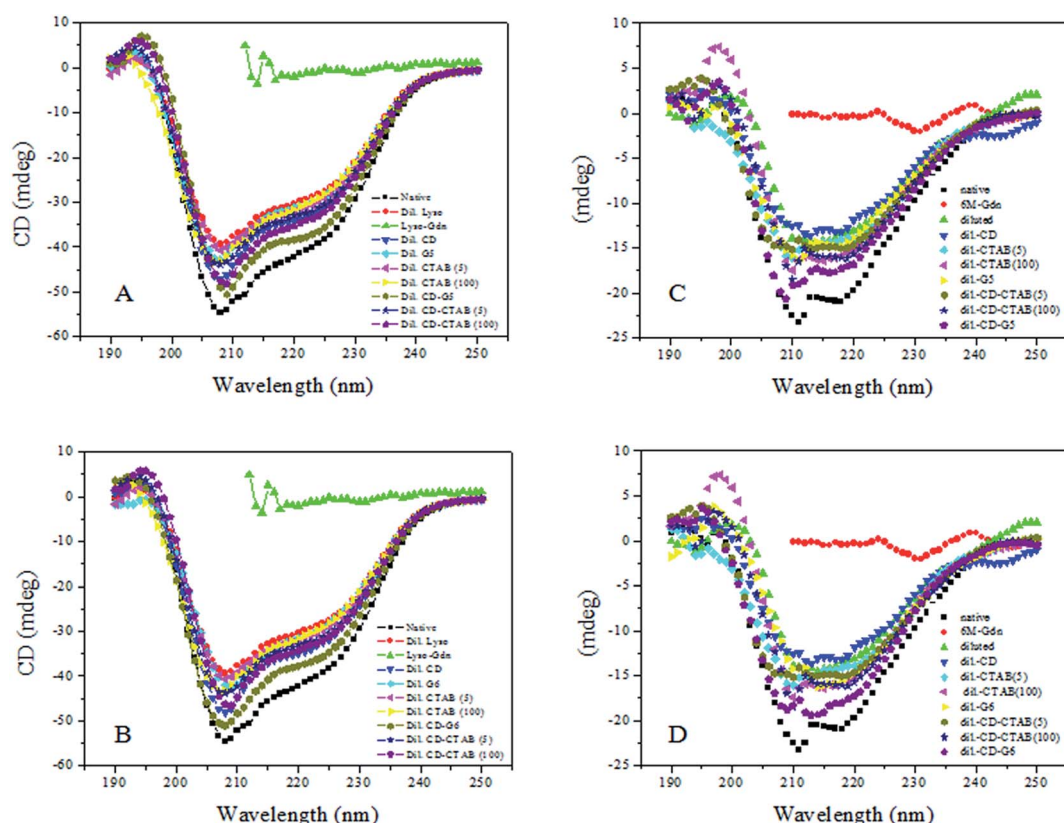 10
0
-10
-20
-30
-40
-50
-60
CD (mdeg)
A
Native
Dil. Lyso
Lyso-Gdn
Dil. CD
Dil. G5
Dil. CTAB (5)
Dil. CTAB (100)
Dil. CD-G5
Dil. CD-CTAB (5)
Dil. CD-CTAB (100)
190 200 210 220 230 240 250
Wavelength (nm)
10
5
0
-5
-10
-15
-20
-25
(mdeg)
C
native
6M-Gdn
diluted
dil-CD
dil-CTAB(5)
dil-CTAB(100)
dil-G5
dil-CD-CTAB(5)
dil-CD-CTAB(100)
dil-CD-G5
190 200 210 220 230 240 250
Wavelength (nm)
10
0
-10
-20
-30
-40
-50
-60
CD (mdeg)
B
Native
Dil. Lyso
Lyso-Gdn
Dil. CD
Dil. G6
Dil. CTAB (5)
Dil. CTAB (100)
Dil. CD-G6
Dil. CD-CTAB (5)
Dil. CD-CTAB (100)
190 200 210 220 230 240 250
Wavelength (nm)
10
5
0
-5
-10
-15
-20
-25
(mdeg)
D
native
6M-Gdn
diluted
dil-CD
dil-CTAB(5)
dil-CTAB(100)
dil-G6
dil-CD-CTAB(5)
dil-CD-CTAB(100)
dil-CD-G6
190 200 210 220 230 240 250
Wavelength (nm)